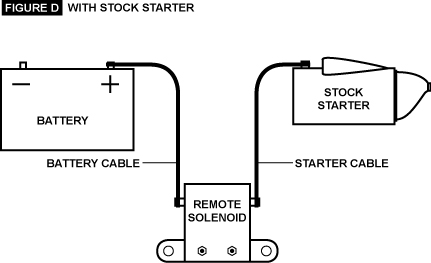 FIGURE D WITH STOCK STARTER
STOCK
STARTER
BATTERY
BATTERY CABLE
STARTER CABLE
REMOTE
SOLENOID